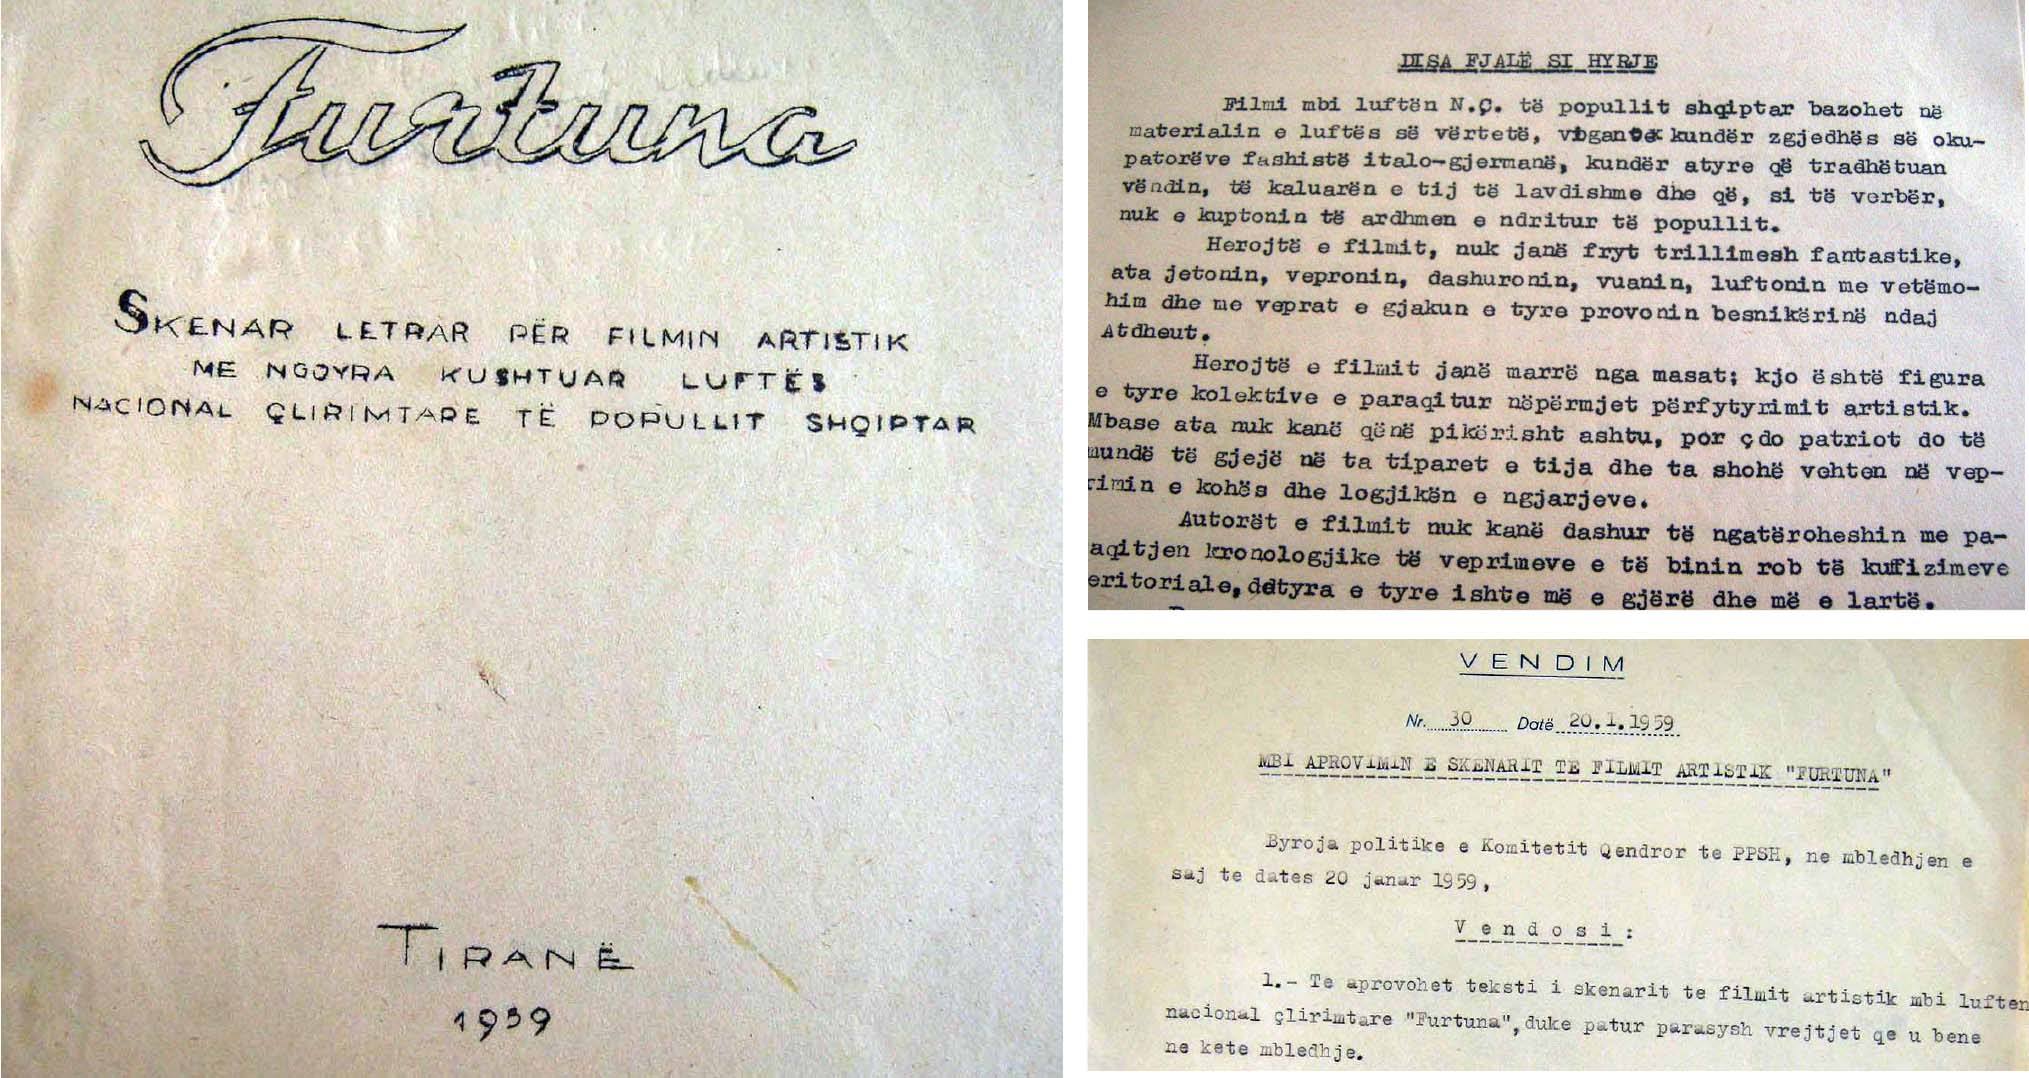 Furtuna
SKENAR LETRAR PËR FILMIN ARTISTIK
ME NGJYRA KUSHTUAR LUFTËS
NACIONAL ÇLIRIMTARE TË POPULLIT SHQIPTAR
TIRANË
1959
DISA FJALË SI HYRJE
Filmi mbi luftën N.Ç. të popullit shqiptar bazohet në
materialin e luftës së vërtetë, vigante kundër zgjedhës së oku-
patorëve fashistë italo-gjermanë, kundër atyre që tradhëtuan
vëndin, të kaluarën e tij të lavdishme dhe që, si të verbër,
nuk e kuptonin të ardhmen e ndritur të popullit.
Herojtë e filmit, nuk janë fryt trillimesh fantastike,
ata jetonin, vepronin, dashuronin, vuanin, luftonin me vetëmo-
him dhe me veprat e gjakun e tyre provonin besnikërinë ndaj
Atdheut.
Herojtë e filmit janë marrë nga masat; kjo është figura
e tyre kolektive e paraqitur nëpërmjet përfytyrimit artistik.
Mbase ata nuk kanë qënë pikërisht ashtu, por çdo patriot do të
mundë të gjejë në ta tiparet e tija dhe ta shohë vehten në vep-
rimin e kohës dhe logjikën e ngjarjeve.
Autorët e filmit nuk kanë dashur të ngatëroheshin me pa-
aqitjen kronologjike të veprimeve e të binin rob të kuffizimeve
eritoriale, ddtyra e tyre ishte më e gjërë dhe më e lartë.
VENDIM
Nr. 30 Datë 20.I.1959
MBI APROVIMIN E SKENARIT TE FILMIT ARTISTIK "FURTUNA"
Byroja politike e Komitetit Qendror te PPSH, ne mbledhjen e
saj te dates 20 janar 1959,
Vendosi:
1.- Te aprovohet teksti i skenarit te filmit artistik mbi luften
nacional çlirimtare "Furtuna", duke patur parasysh vrejtjet qe u bene
ne kete mbledhje.